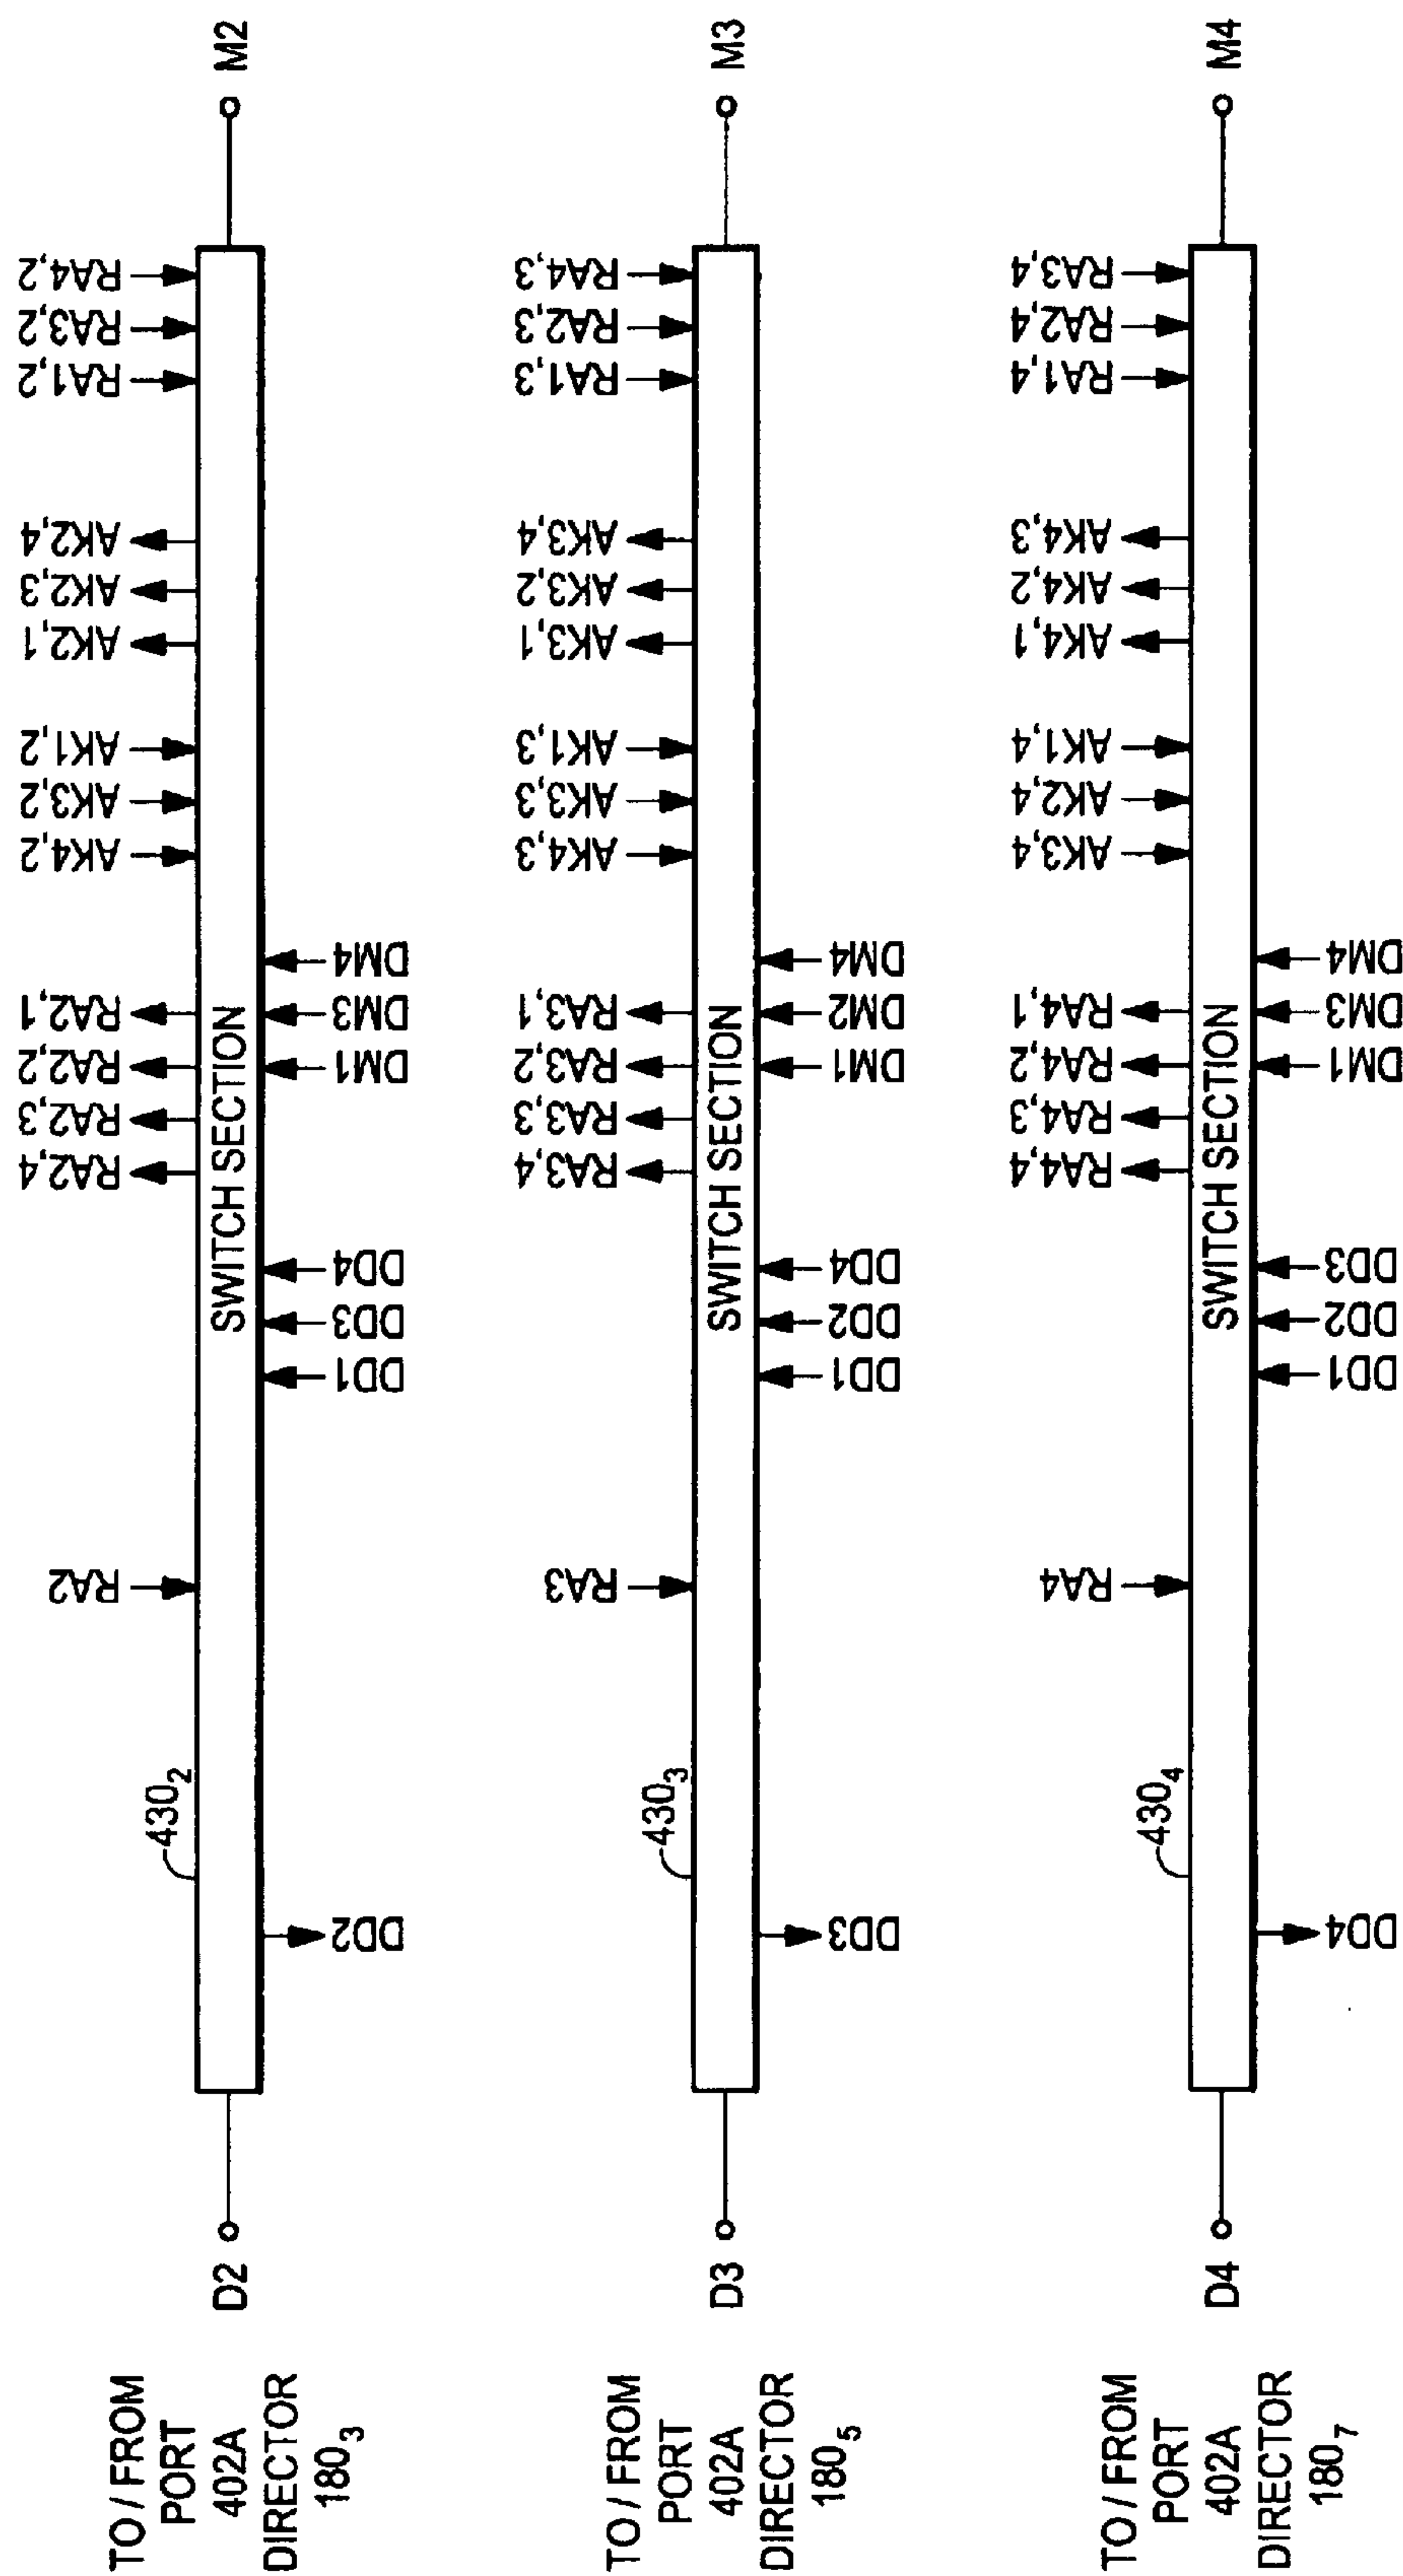 TO / FROM
PORT
402A
DIRECTOR
180₃
D2
430₂
RA2
RA2,4
RA2,3
RA2,2
RA2,1
AK4,2
AK3,2
AK1,2
AK2,1
AK2,3
AK2,4
RA1,2
RA3,2
RA4,2
SWITCH SECTION
M2
DD2
DD1
DD3
DD4
DM1
DM3
DM4
TO / FROM
PORT
402A
DIRECTOR
180₅
D3
430₃
RA3
RA3,4
RA3,3
RA3,2
RA3,1
AK4,3
AK3,3
AK1,3
AK3,1
AK3,2
AK3,4
RA1,3
RA2,3
RA4,3
SWITCH SECTION
M3
DD3
DD1
DD2
DD4
DM1
DM2
DM4
TO / FROM
PORT
402A
DIRECTOR
180₇
D4
430₄
RA4
RA4,4
RA4,3
RA4,2
RA4,1
AK3,4
AK2,4
AK1,4
AK4,1
AK4,2
AK4,3
RA1,4
RA2,4
RA3,4
SWITCH SECTION
M4
DD4
DD1
DD2
DD3
DM1
DM3
DM4